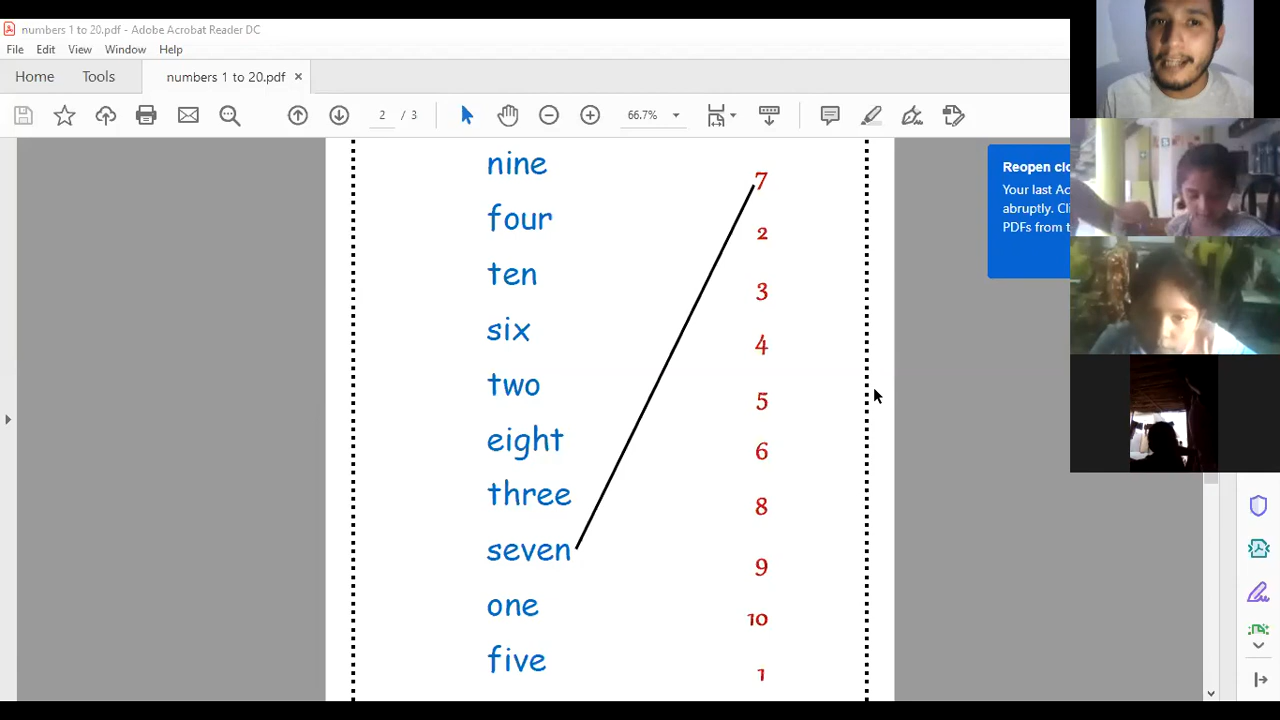 numbers 1 to 20.pdf - Adobe Acrobat Reader DC
File Edit View Window Help
Home Tools numbers 1 to 20.pdf ×
2 / 3 66.7%
Reopen clo
Your last Ac
abruptly. Cli
PDFs from t
nine 7
four 2
ten 3
six 4
two 5
eight 6
three 8
seven 9
one 10
five 1